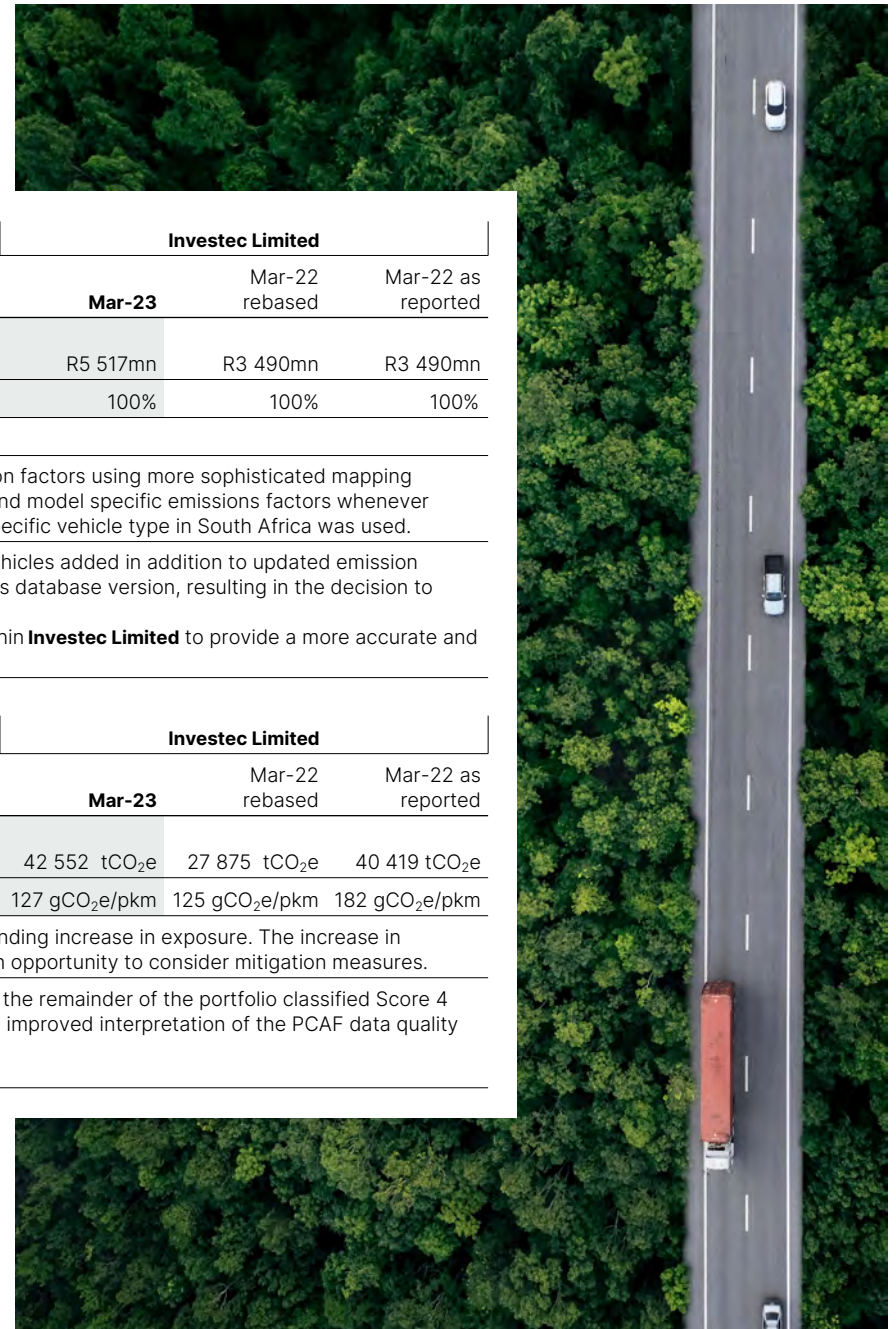 Investec Limited
Mar-23 Mar-22 rebased Mar-22 as reported
R5 517mn R3 490mn R3 490mn
100% 100% 100%
on factors using more sophisticated mapping
nd model specific emissions factors whenever
ecific vehicle type in South Africa was used.
hicles added in addition to updated emission
s database version, resulting in the decision to
hin Investec Limited to provide a more accurate and
Investec Limited
Mar-23 Mar-22 rebased Mar-22 as reported
42 552 tCO₂e 27 875 tCO₂e 40 419 tCO₂e
127 gCO₂e/pkm 125 gCO₂e/pkm 182 gCO₂e/pkm
nding increase in exposure. The increase in
n opportunity to consider mitigation measures.
the remainder of the portfolio classified Score 4
improved interpretation of the PCAF data quality